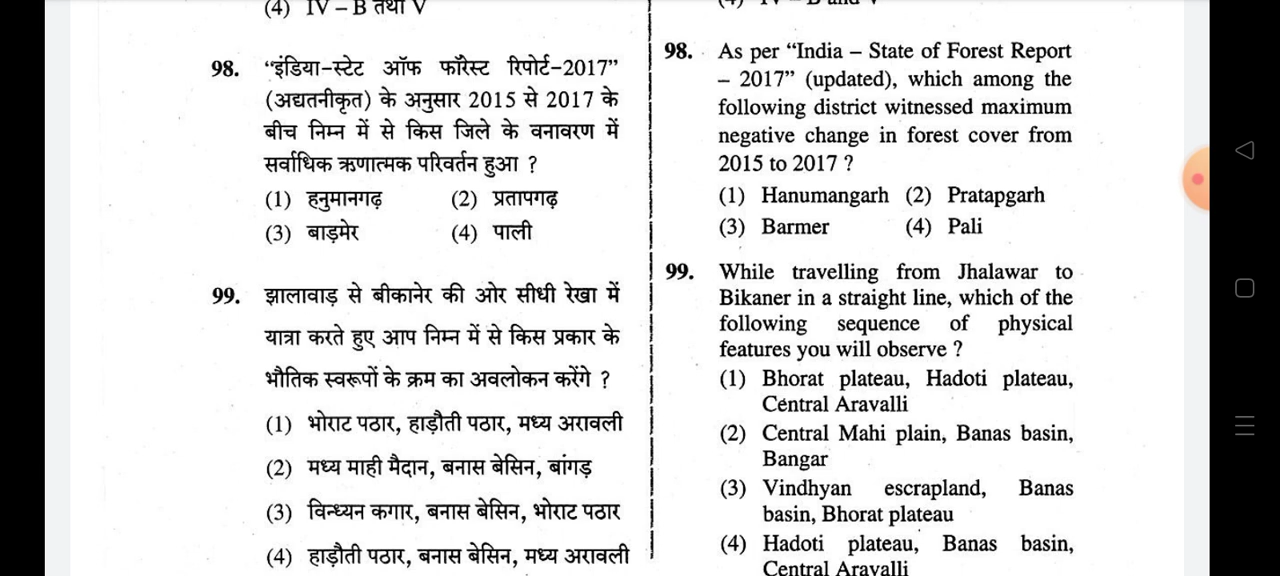 (4) IV – B तथा V
98. “इंडिया-स्टेट ऑफ फॉरेस्ट रिपोर्ट-2017”
(अद्यतनीकृत) के अनुसार 2015 से 2017 के
बीच निम्न में से किस जिले के वनावरण में
सर्वाधिक ऋणात्मक परिवर्तन हुआ ?
(1) हनुमानगढ़ (2) प्रतापगढ़
(3) बाड़मेर (4) पाली
99. झालावाड़ से बीकानेर की ओर सीधी रेखा में
यात्रा करते हुए आप निम्न में से किस प्रकार के
भौतिक स्वरूपों के क्रम का अवलोकन करेंगे ?
(1) भोराट पठार, हाड़ौती पठार, मध्य अरावली
(2) मध्य माही मैदान, बनास बेसिन, बांगड़
(3) विन्ध्यन कगार, बनास बेसिन, भोराट पठार
(4) हाड़ौती पठार, बनास बेसिन, मध्य अरावली
(4) IV – B and V
98. As per “India – State of Forest Report
– 2017” (updated), which among the
following district witnessed maximum
negative change in forest cover from
2015 to 2017 ?
(1) Hanumangarh (2) Pratapgarh
(3) Barmer (4) Pali
99. While travelling from Jhalawar to
Bikaner in a straight line, which of the
following sequence of physical
features you will observe ?
(1) Bhorat plateau, Hadoti plateau,
Central Aravalli
(2) Central Mahi plain, Banas basin,
Bangar
(3) Vindhyan escrapland, Banas
basin, Bhorat plateau
(4) Hadoti plateau, Banas basin,
Central Aravalli